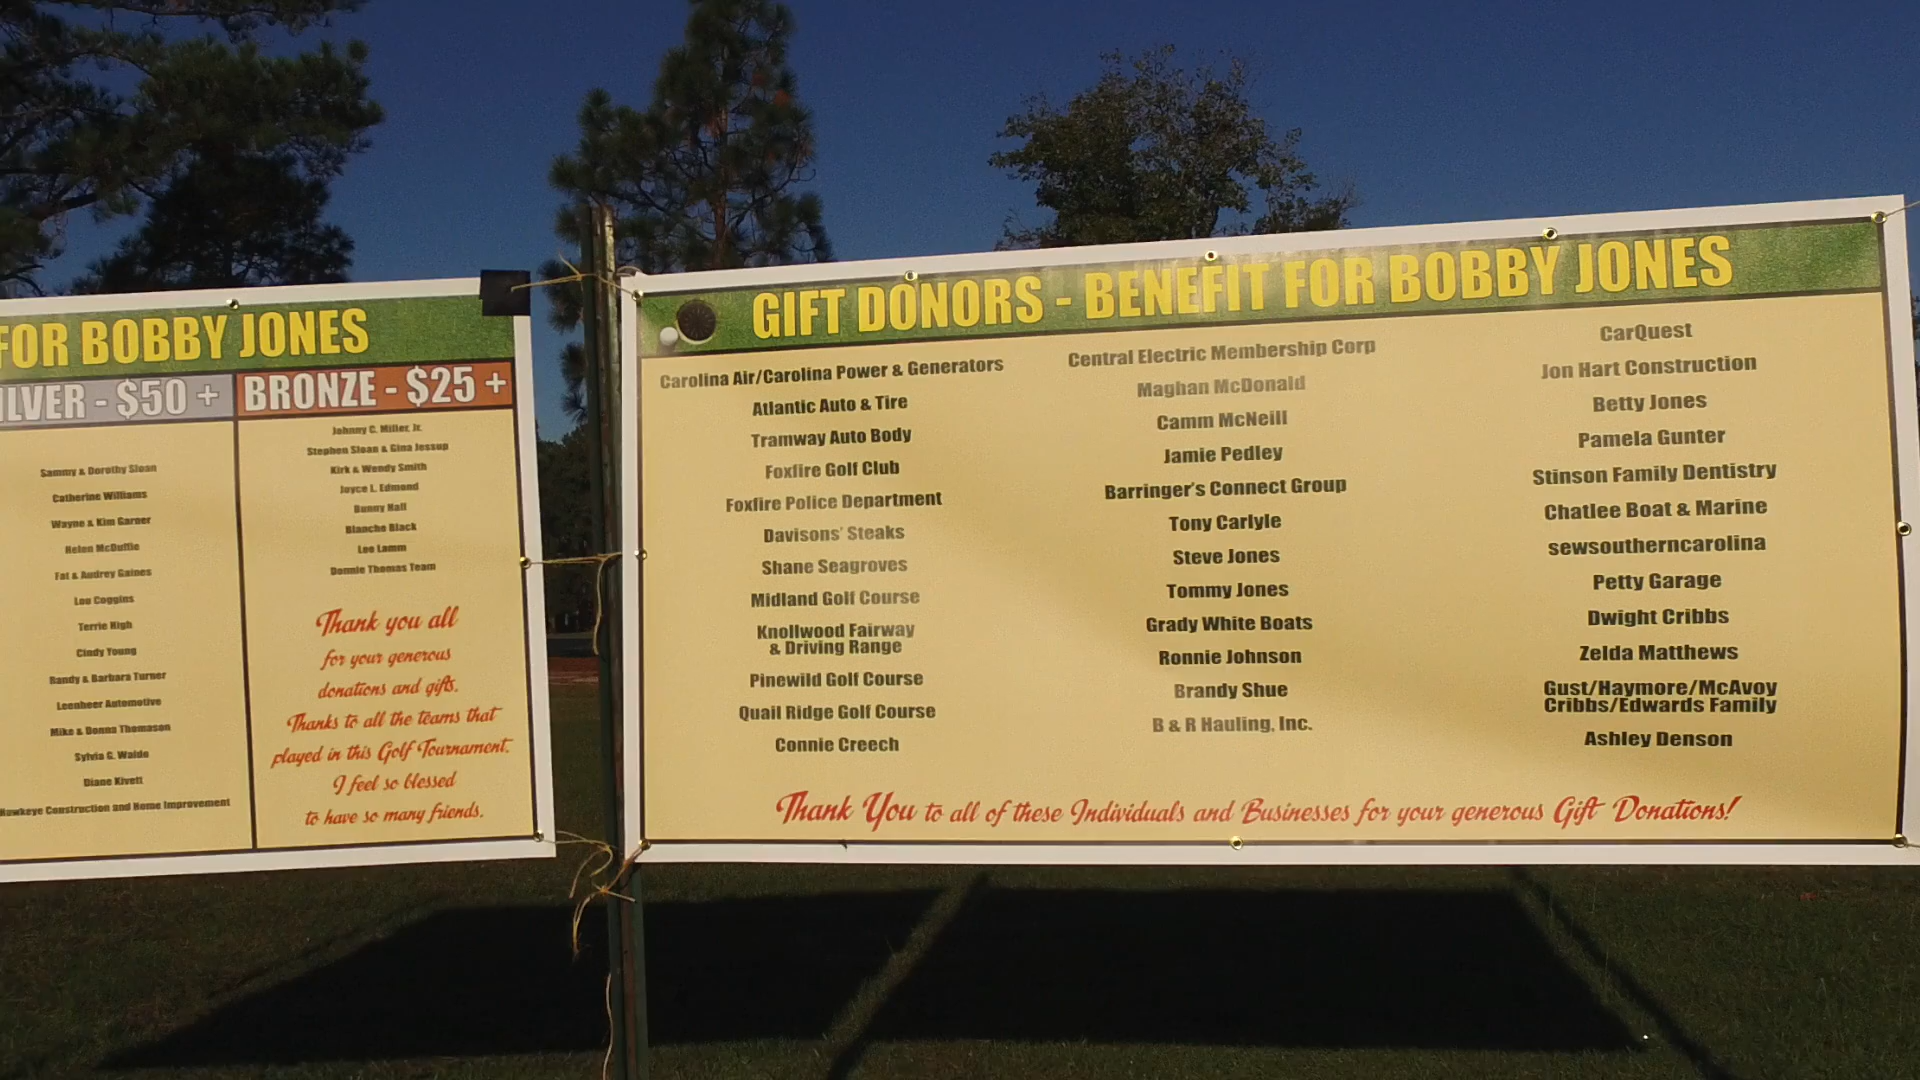 FOR BOBBY JONES
SILVER - $50 +
Sammy & Dorothy Sloan
Catherine Williams
Wayne & Kim Garner
Helen McDuffie
Fat & Audrey Gaines
Lou Coggins
Terrie High
Cindy Young
Randy & Barbara Turner
Leenheer Automotive
Mike & Donna Thomason
Sylvia G. Waldo
Diane Kivett
Hawkeye Construction and Home Improvement
BRONZE - $25 +
Johnny C. Miller, Jr.
Stephen Sloan & Gina Jessup
Kirk & Wendy Smith
Joyce L. Edmond
Bunny Hall
Blanche Black
Lee Lamm
Donnie Thomas Team
Thank you all
for your generous
donations and gifts.
Thanks to all the teams that
played in this Golf Tournament.
I feel so blessed
to have so many friends.
GIFT DONORS - BENEFIT FOR BOBBY JONES
Carolina Air/Carolina Power & Generators
Atlantic Auto & Tire
Tramway Auto Body
Foxfire Golf Club
Foxfire Police Department
Davisons' Steaks
Shane Seagroves
Midland Golf Course
Knollwood Fairway
& Driving Range
Pinewild Golf Course
Quail Ridge Golf Course
Connie Creech
Central Electric Membership Corp
Maghan McDonald
Camm McNeill
Jamie Pedley
Barringer's Connect Group
Tony Carlyle
Steve Jones
Tommy Jones
Grady White Boats
Ronnie Johnson
Brandy Shue
B & R Hauling, Inc.
CarQuest
Jon Hart Construction
Betty Jones
Pamela Gunter
Stinson Family Dentistry
Chatlee Boat & Marine
sewsoutherncarolina
Petty Garage
Dwight Cribbs
Zelda Matthews
Gust/Haymore/McAvoy
Cribbs/Edwards Family
Ashley Denson
Thank You to all of these Individuals and Businesses for your generous Gift Donations!